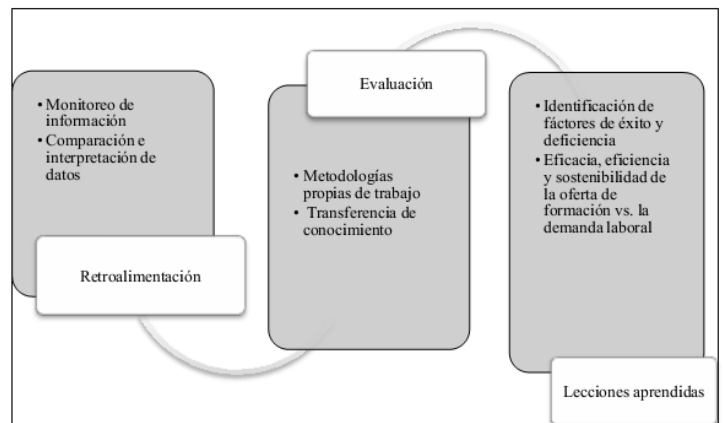 • Monitoreo de
información
• Comparación e
interpretación de
datos
Retroalimentación
Evaluación
• Metodologías
propias de trabajo
• Transferencia de
conocimiento
• Identificación de
fáctores de éxito y
deficiencia
• Eficacia, eficiencia
y sostenibilidad de
la oferta de
formación vs. la
demanda laboral
Lecciones aprendidas